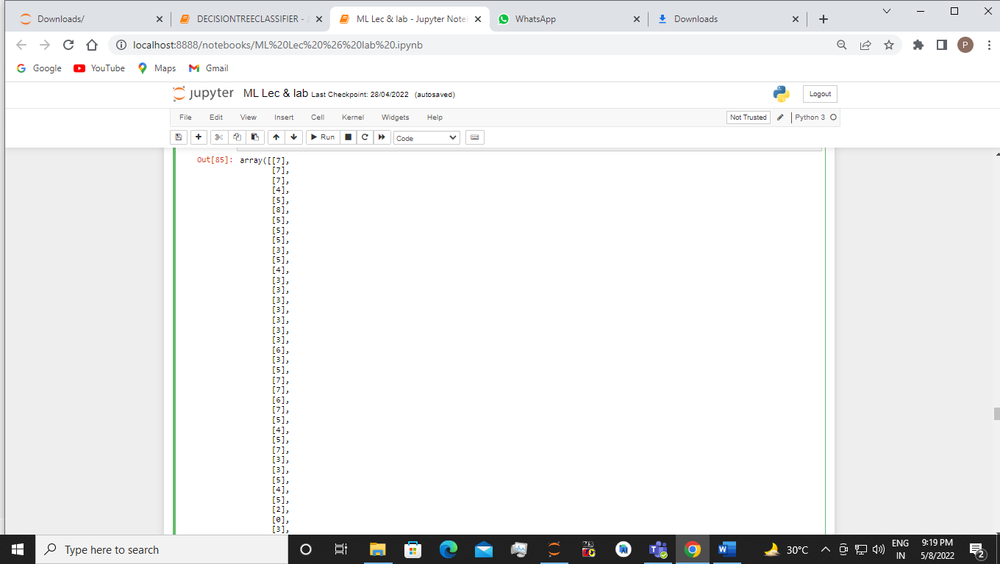 Downloads/
DECISIONTREECLASSIFIER -
ML Lec & lab - Jupyter Note
WhatsApp
Downloads
localhost:8888/notebooks/ML%20Lec%20%26%20lab%20.ipynb
P
Google YouTube Maps Gmail
jupyter ML Lec & lab Last Checkpoint: 28/04/2022 (autosaved)
Logout
File Edit View Insert Cell Kernel Widgets Help
Not Trusted Python 3
Run Code
Out[85]: array([[7],
[7],
[7],
[4],
[5],
[8],
[5],
[5],
[5],
[3],
[5],
[4],
[3],
[3],
[3],
[3],
[3],
[3],
[3],
[6],
[3],
[5],
[7],
[7],
[6],
[7],
[5],
[4],
[5],
[7],
[3],
[3],
[5],
[4],
[5],
[2],
[0],
[3],
Type here to search
30°C
ENG
IN
9:19 PM
5/8/2022
2